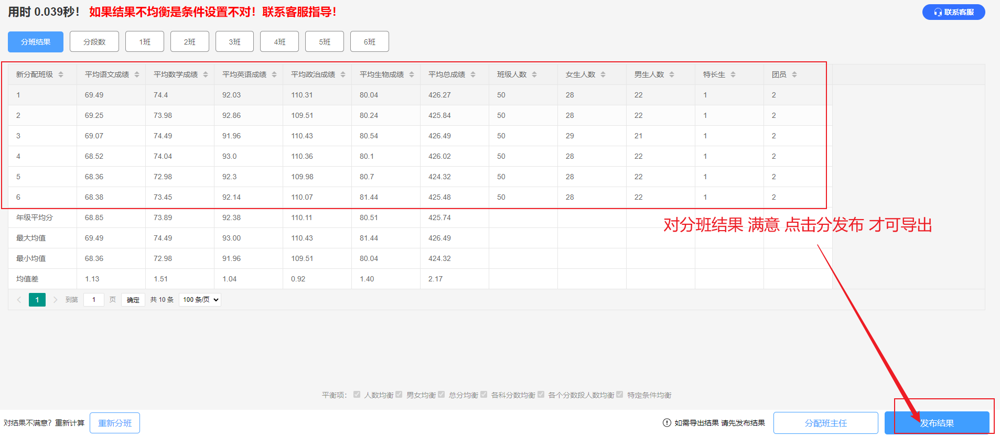 用时 0.039秒！ 如果结果不均衡是条件设置不对！联系客服指导！
联系客服
分班结果 分段数 1班 2班 3班 4班 5班 6班
新分配班级 平均语文成绩 平均数学成绩 平均英语成绩 平均政治成绩 平均生物成绩 平均总成绩 班级人数 女生人数 男生人数 特长生 团员
1 69.49 74.4 92.03 110.31 80.04 426.27 50 28 22 1 2
2 69.25 73.98 92.86 109.51 80.24 425.84 50 28 22 1 2
3 69.07 74.49 91.96 110.43 80.54 426.49 50 29 21 1 2
4 68.52 74.04 93.0 110.36 80.1 426.02 50 28 22 1 2
5 68.36 72.98 92.3 109.98 80.7 424.32 50 28 22 1 2
6 68.38 73.45 92.14 110.07 81.44 425.48 50 28 22 1 2
年级平均分 68.85 73.89 92.38 110.11 80.51 425.74
对分班结果 满意 点击分发布 才可导出
最大均值 69.49 74.49 93.00 110.43 81.44 426.49
最小均值 68.36 72.98 91.96 109.51 80.04 424.32
均值差 1.13 1.51 1.04 0.92 1.40 2.17
1 到第 1 页 确定 共 10 条 100 条/页
平衡项： 人数均衡 男女均衡 总分均衡 各科分数均衡 各个分数段人数均衡 特定条件均衡
对结果不满意？重新计算 重新分班 如需导出结果 请先发布结果 分配班主任 发布结果